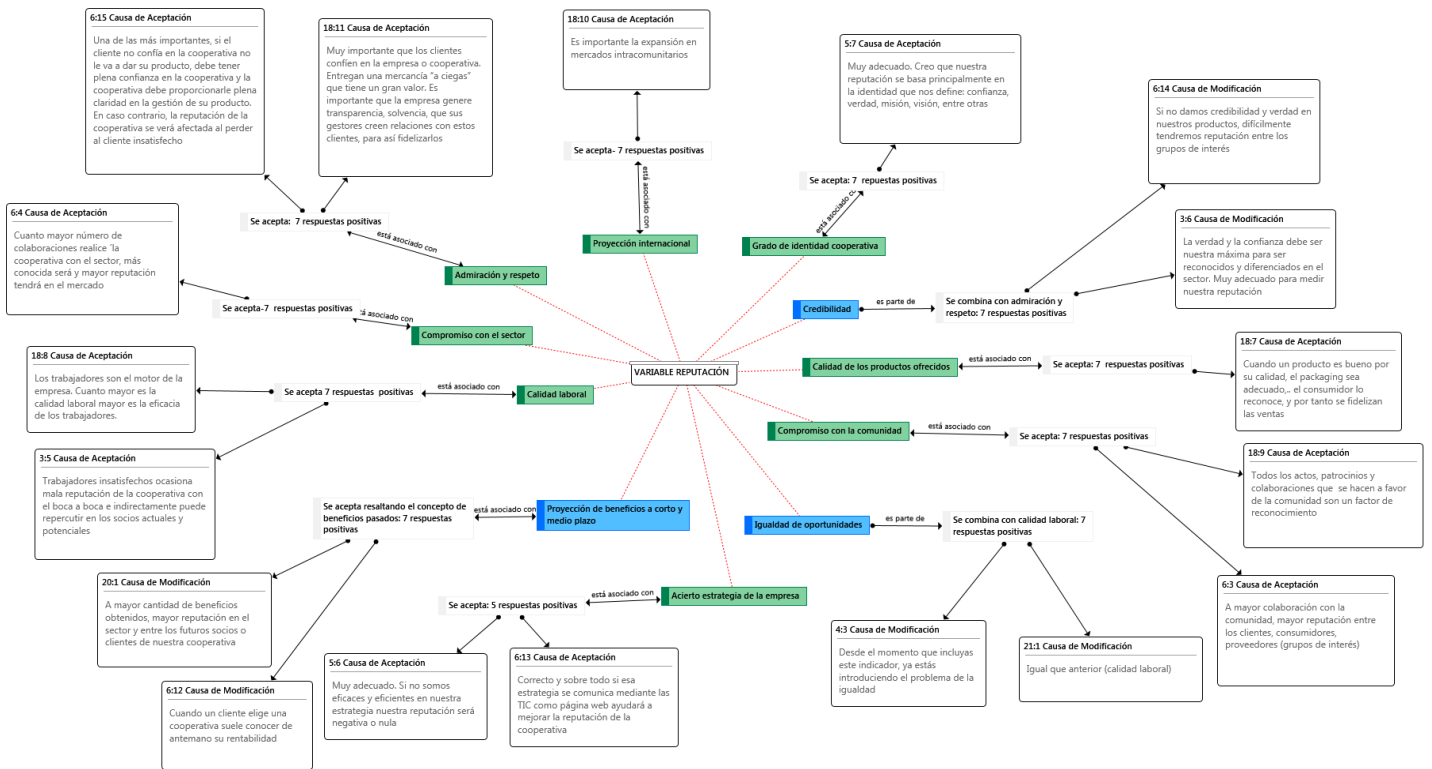 6:15 Causa de Aceptación
Una de las más importantes, si el
cliente no confía en la cooperativa no
le va a dar su producto, debe tener
plena confianza en la cooperativa y la
cooperativa debe proporcionarle plena
claridad en la gestión de su producto.
En caso contrario, la reputación de la
cooperativa se verá afectada al perder
al cliente insatisfecho
18:11 Causa de Aceptación
Muy importante que los clientes
confíen en la empresa o cooperativa.
Entregan una mercancía "a ciegas"
que tiene un gran valor. Es
importante que la empresa genere
transparencia, solvencia, que sus
gestores creen relaciones con estos
clientes, para así fidelizarlos
18:10 Causa de Aceptación
Es importante la expansión en
mercados intracomunitarios
5:7 Causa de Aceptación
Muy adecuado. Creo que nuestra
reputación se basa principalmente en
la identidad que nos define: confianza,
verdad, misión, visión, entre otras
6:14 Causa de Modificación
Si no damos credibilidad y verdad en
nuestros productos, difícilmente
tendremos reputación entre los
grupos de interés
Se acepta- 7 respuestas positivas
está asociado con
Se acepta: 7 repuestas positivas
está asociado co
6:4 Causa de Aceptación
Cuanto mayor número de
colaboraciones realice ´la
cooperativa con el sector, más
conocida será y mayor reputación
tendrá en el mercado
Se acepta: 7 respuestas positivas
está asociado con
3:6 Causa de Modificación
La verdad y la confianza debe ser
nuestra máxima para ser
reconocidos y diferenciados en el
sector. Muy adecuado para medir
nuestra reputación
Proyección internacional
Grado de identidad cooperativa
Admiración y respeto
Credibilidad
es parte de
Se combina con admiración y
respeto: 7 respuestas positivas
Se acepta-7 respuestas positivas
tá asociado con
Compromiso con el sector
18:8 Causa de Aceptación
Los trabajadores son el motor de la
empresa. Cuanto mayor es la
calidad laboral mayor es la eficacia
de los trabajadores.
VARIABLE REPUTACIÓN
Calidad de los productos ofrecidos
está asociado con
Se acepta: 7 respuestas positivas
18:7 Causa de Aceptación
Cuando un producto es bueno por
su calidad, el packaging sea
adecuado,.. el consumidor lo
reconoce, y por tanto se fidelizan
las ventas
Se acepta 7 respuestas positivas
está asociado con
Calidad laboral
Compromiso con la comunidad
está asociado con
Se acepta: 7 respuestas positivas
3:5 Causa de Aceptación
Trabajadores insatisfechos ocasiona
mala reputación de la cooperativa con
el boca a boca e indirectamente puede
repercutir en los socios actuales y
potenciales
18:9 Causa de Aceptación
Todos los actos, patrocinios y
colaboraciones que se hacen a favor
de la comunidad son un factor de
reconocimiento
Se acepta resaltando el concepto de
beneficios pasados: 7 respuestas
positivas
está asociado con
Proyección de beneficios a corto y
medio plazo
Igualdad de oportunidades
es parte de
Se combina con calidad laboral: 7
respuestas positivas
20:1 Causa de Modificación
A mayor cantidad de beneficios
obtenidos, mayor reputación en el
sector y entre los futuros socios o
clientes de nuestra cooperativa
Se acepta: 5 respuestas positivas
está asociado con
Acierto estrategia de la empresa
6:3 Causa de Aceptación
A mayor colaboración con la
comunidad, mayor reputación entre
los clientes, consumidores,
proveedores (grupos de interés)
6:12 Causa de Modificación
Cuando un cliente elige una
cooperativa suele conocer de
antemano su rentabilidad
5:6 Causa de Aceptación
Muy adecuado. Si no somos
eficaces y eficientes en nuestra
estrategia nuestra reputación será
negativa o nula
6:13 Causa de Aceptación
Correcto y sobre todo si esa
estrategia se comunica mediante las
TIC como página web ayudará a
mejorar la reputación de la
cooperativa
4:3 Causa de Modificación
Desde el momento que incluyas
este indicador, ya estás
introduciendo el problema de la
igualdad
21:1 Causa de Modificación
Igual que anterior (calidad laboral)